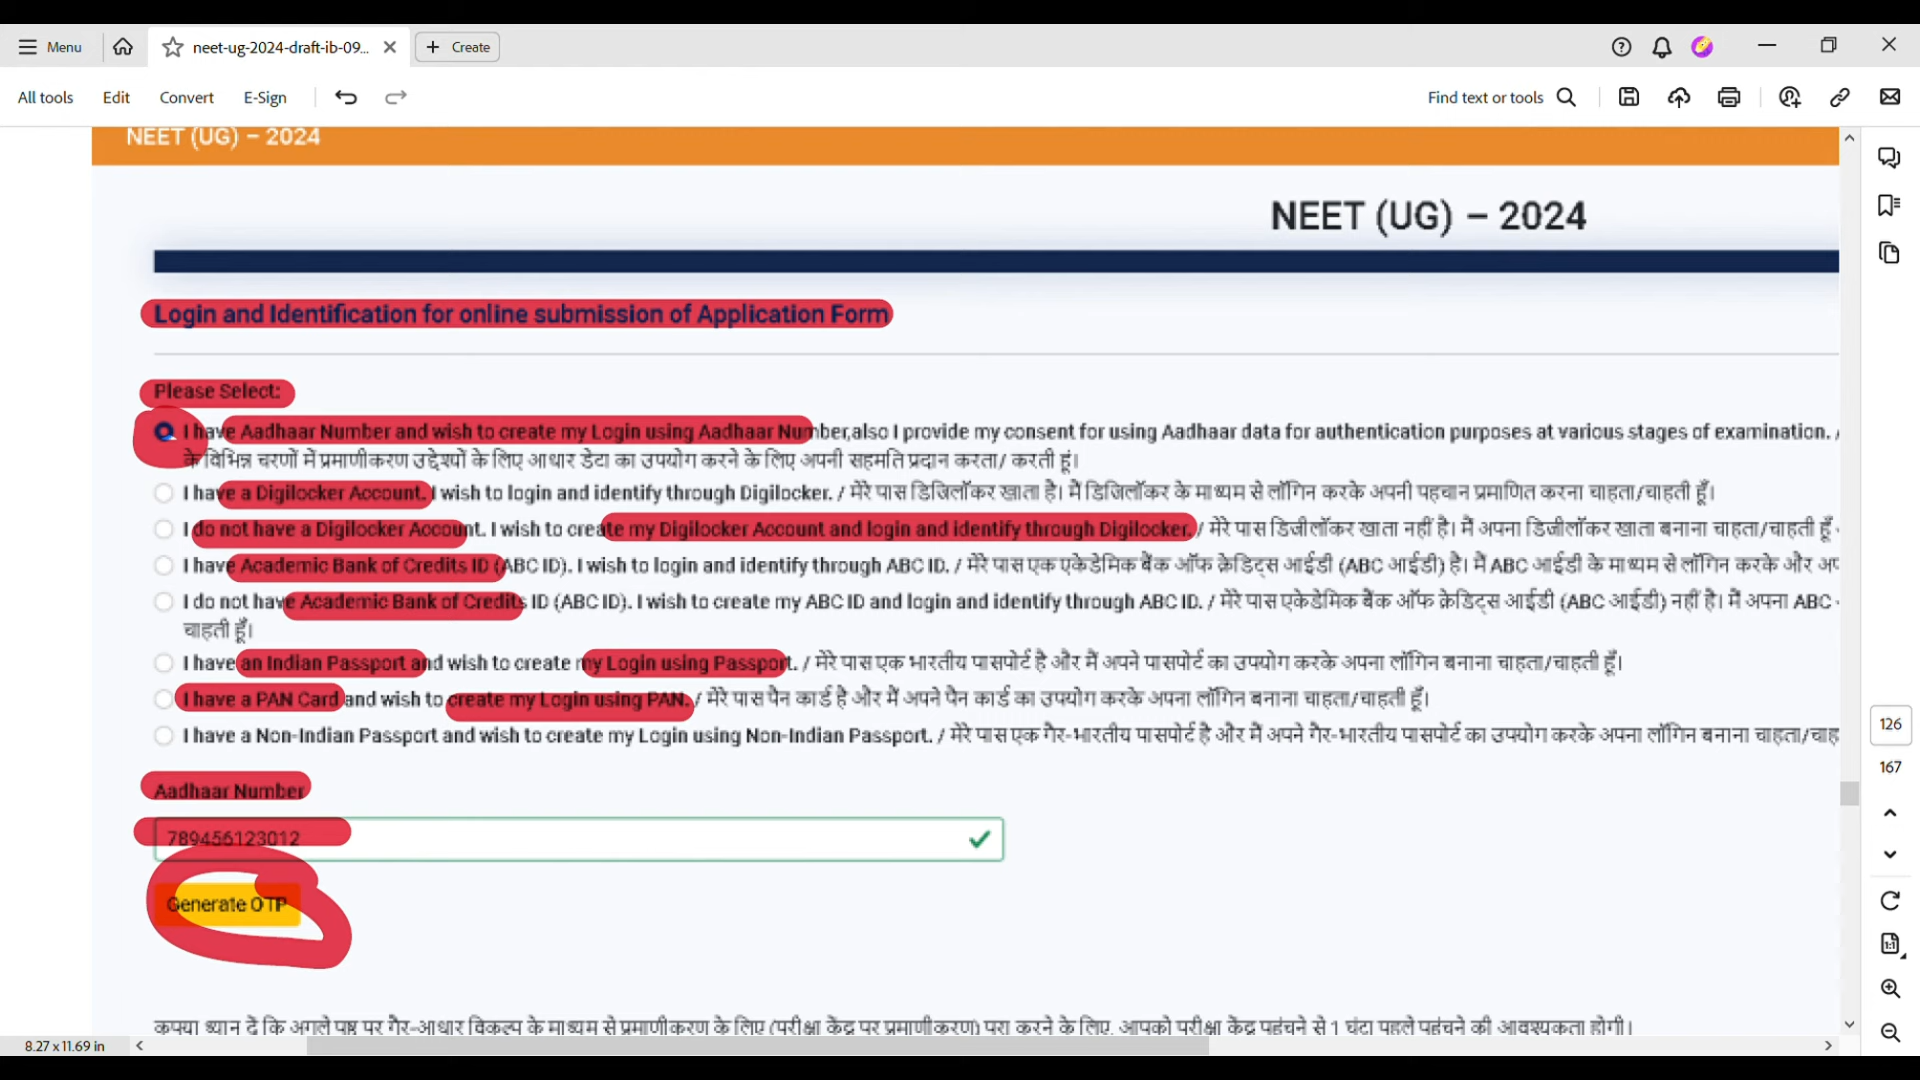 Menu
neet-ug-2024-draft-ib-09...
Create
All tools Edit Convert E-Sign
Find text or tools
NEET (UG) – 2024
NEET (UG) – 2024
Login and Identification for online submission of Application Form
Please Select:
I have Aadhaar Number and wish to create my Login using Aadhaar Number,also I provide my consent for using Aadhaar data for authentication purposes at various stages of examination. /
के विभिन्न चरणों में प्रमाणीकरण उद्देश्यों के लिए आधार डेटा का उपयोग करने के लिए अपनी सहमति प्रदान करता/ करती हूं।
I have a Digilocker Account. I wish to login and identify through Digilocker. / मेरे पास डिजिलॉकर खाता है। मैं डिजिलॉकर के माध्यम से लॉगिन करके अपनी पहचान प्रमाणित करना चाहता/चाहती हूँ।
I do not have a Digilocker Account. I wish to create my Digilocker Account and login and identify through Digilocker. / मेरे पास डिजीलॉकर खाता नहीं है। मैं अपना डिजीलॉकर खाता बनाना चाहता/चाहती हूँ
I have Academic Bank of Credits ID (ABC ID). I wish to login and identify through ABC ID. / मेरे पास एक एकेडेमिक बैंक ऑफ क्रेडिट्स आईडी (ABC आईडी) है। मैं ABC आईडी के माध्यम से लॉगिन करके और
I do not have Academic Bank of Credits ID (ABC ID). I wish to create my ABC ID and login and identify through ABC ID. / मेरे पास एकेडेमिक बैंक ऑफ क्रेडिट्स आईडी (ABC आईडी) नहीं है। मैं अपना ABC
चाहती हूँ।
I have an Indian Passport and wish to create my Login using Passport. / मेरे पास एक भारतीय पासपोर्ट है और मैं अपने पासपोर्ट का उपयोग करके अपना लॉगिन बनाना चाहता/चाहती हूँ।
I have a PAN Card and wish to create my Login using PAN. / मेरे पास पैन कार्ड है और मैं अपने पैन कार्ड का उपयोग करके अपना लॉगिन बनाना चाहता/चाहती हूँ।
I have a Non-Indian Passport and wish to create my Login using Non-Indian Passport. / मेरे पास एक गैर-भारतीय पासपोर्ट है और मैं अपने गैर-भारतीय पासपोर्ट का उपयोग करके अपना लॉगिन बनाना चाहता/चाह
126
167
Aadhaar Number
789456123012
Generate OTP
कृपया ध्यान दें कि अगले पृष्ठ पर गैर-आधार विकल्प के माध्यम से प्रमाणीकरण के लिए (परीक्षा केंद्र पर प्रमाणीकरण) पूरा करने के लिए, आपको परीक्षा केंद्र पहुंचने से 1 घंटा पहले पहुंचने की आवश्यकता होगी।
8.27 x 11.69 in